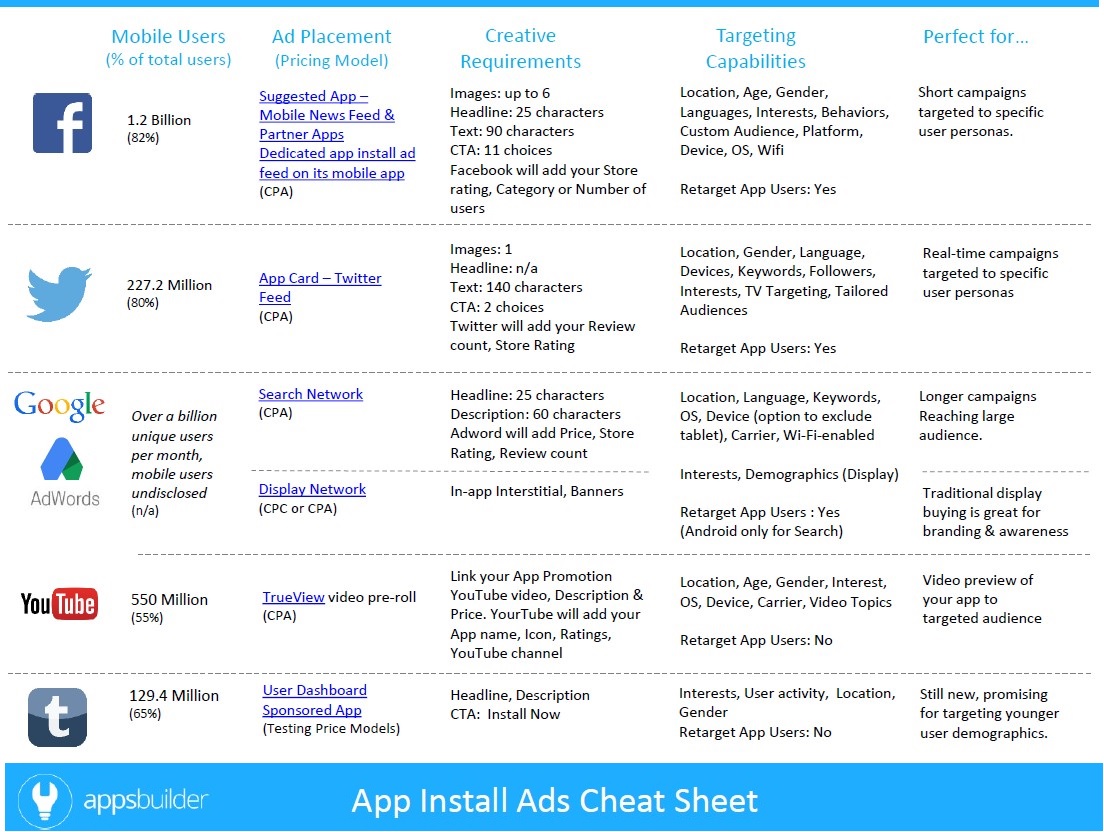 Mobile Users
(% of total users)
Ad Placement
(Pricing Model)
Creative
Requirements
Targeting
Capabilities
Perfect for...
f
1.2 Billion
(82%)
Suggested App –
Mobile News Feed &
Partner Apps
Dedicated app install ad
feed on its mobile app
(CPA)
Images: up to 6
Headline: 25 characters
Text: 90 characters
CTA: 11 choices
Facebook will add your Store
rating, Category or Number of
users
Location, Age, Gender,
Languages, Interests, Behaviors,
Custom Audience, Platform,
Device, OS, Wifi
Retarget App Users: Yes
Short campaigns
targeted to specific
user personas.
227.2 Million
(80%)
App Card – Twitter
Feed
(CPA)
Images: 1
Headline: n/a
Text: 140 characters
CTA: 2 choices
Twitter will add your Review
count, Store Rating
Location, Gender, Language,
Devices, Keywords, Followers,
Interests, TV Targeting, Tailored
Audiences
Retarget App Users: Yes
Real-time campaigns
targeted to specific
user personas
Google
AdWords
Over a billion
unique users
per month,
mobile users
undisclosed
(n/a)
Search Network
(CPA)
Headline: 25 characters
Description: 60 characters
Adword will add Price, Store
Rating, Review count
Location, Language, Keywords,
OS, Device (option to exclude
tablet), Carrier, Wi-Fi-enabled
Interests, Demographics (Display)
Retarget App Users : Yes
(Android only for Search)
Longer campaigns
Reaching large
audience.
Display Network
(CPC or CPA)
In-app Interstitial, Banners
Traditional display
buying is great for
branding & awareness
YouTube
550 Million
(55%)
TrueView video pre-roll
(CPA)
Link your App Promotion
YouTube video, Description &
Price. YourTube will add your
App name, Icon, Ratings,
YouTube channel
Location, Age, Gender, Interest,
OS, Device, Carrier, Video Topics
Retarget App Users: No
Video preview of
your app to
targeted audience
t
129.4 Million
(65%)
User Dashboard
Sponsored App
(Testing Price Models)
Headline, Description
CTA:  Install Now
Interests, User activity,  Location,
Gender
Retarget App Users: No
Still new, promising
for targeting younger
user demographics.
appsbuilder
App Install Ads Cheat Sheet